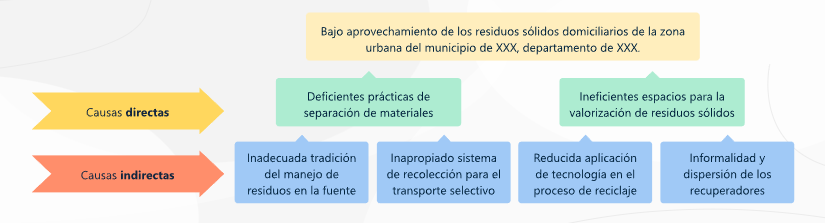 Bajo aprovechamiento de los residuos sólidos domiciliarios de la zona
urbana del municipio de XXX, departamento de XXX.
Causas directas
Deficientes prácticas de
separación de materiales
Ineficientes espacios para la
valorización de residuos sólidos
Causas indirectas
Inadecuada tradición
del manejo de
residuos en la fuente
Inapropiado sistema
de recolección para el
transporte selectivo
Reducida aplicación
de tecnología en el
proceso de reciclaje
Informalidad y
dispersión de los
recuperadores